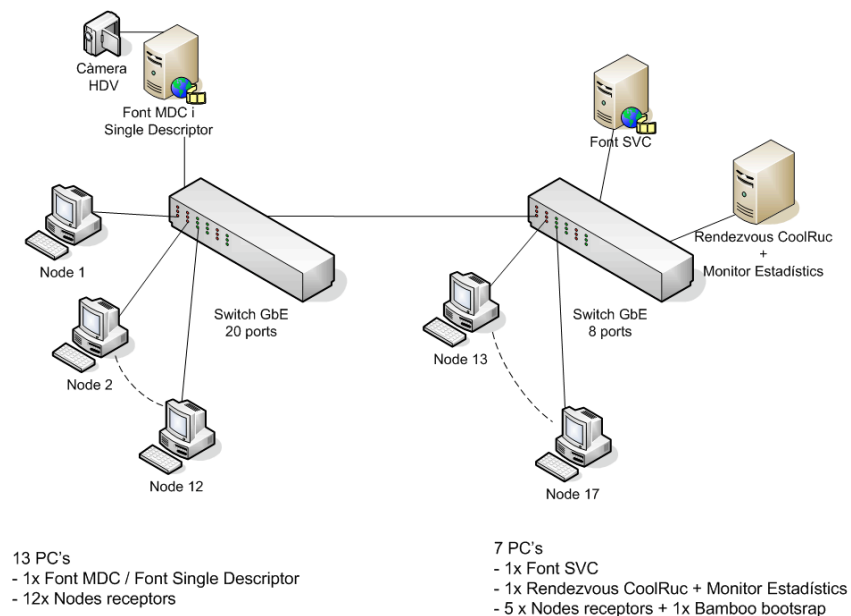 Càmera
HDV
Font MDC i
Single Descriptor
Font SVC
Rendezvous CoolRuc
+
Monitor Estadístics
Node 1
Switch GbE
20 ports
Switch GbE
8 ports
Node 2
Node 13
Node 12
Node 17
13 PC's
- 1x Font MDC / Font Single Descriptor
- 12x Nodes receptors
7 PC's
- 1x Font SVC
- 1x Rendezvous CoolRuc + Monitor Estadístics
- 5 x Nodes receptors + 1x Bamboo bootsrap